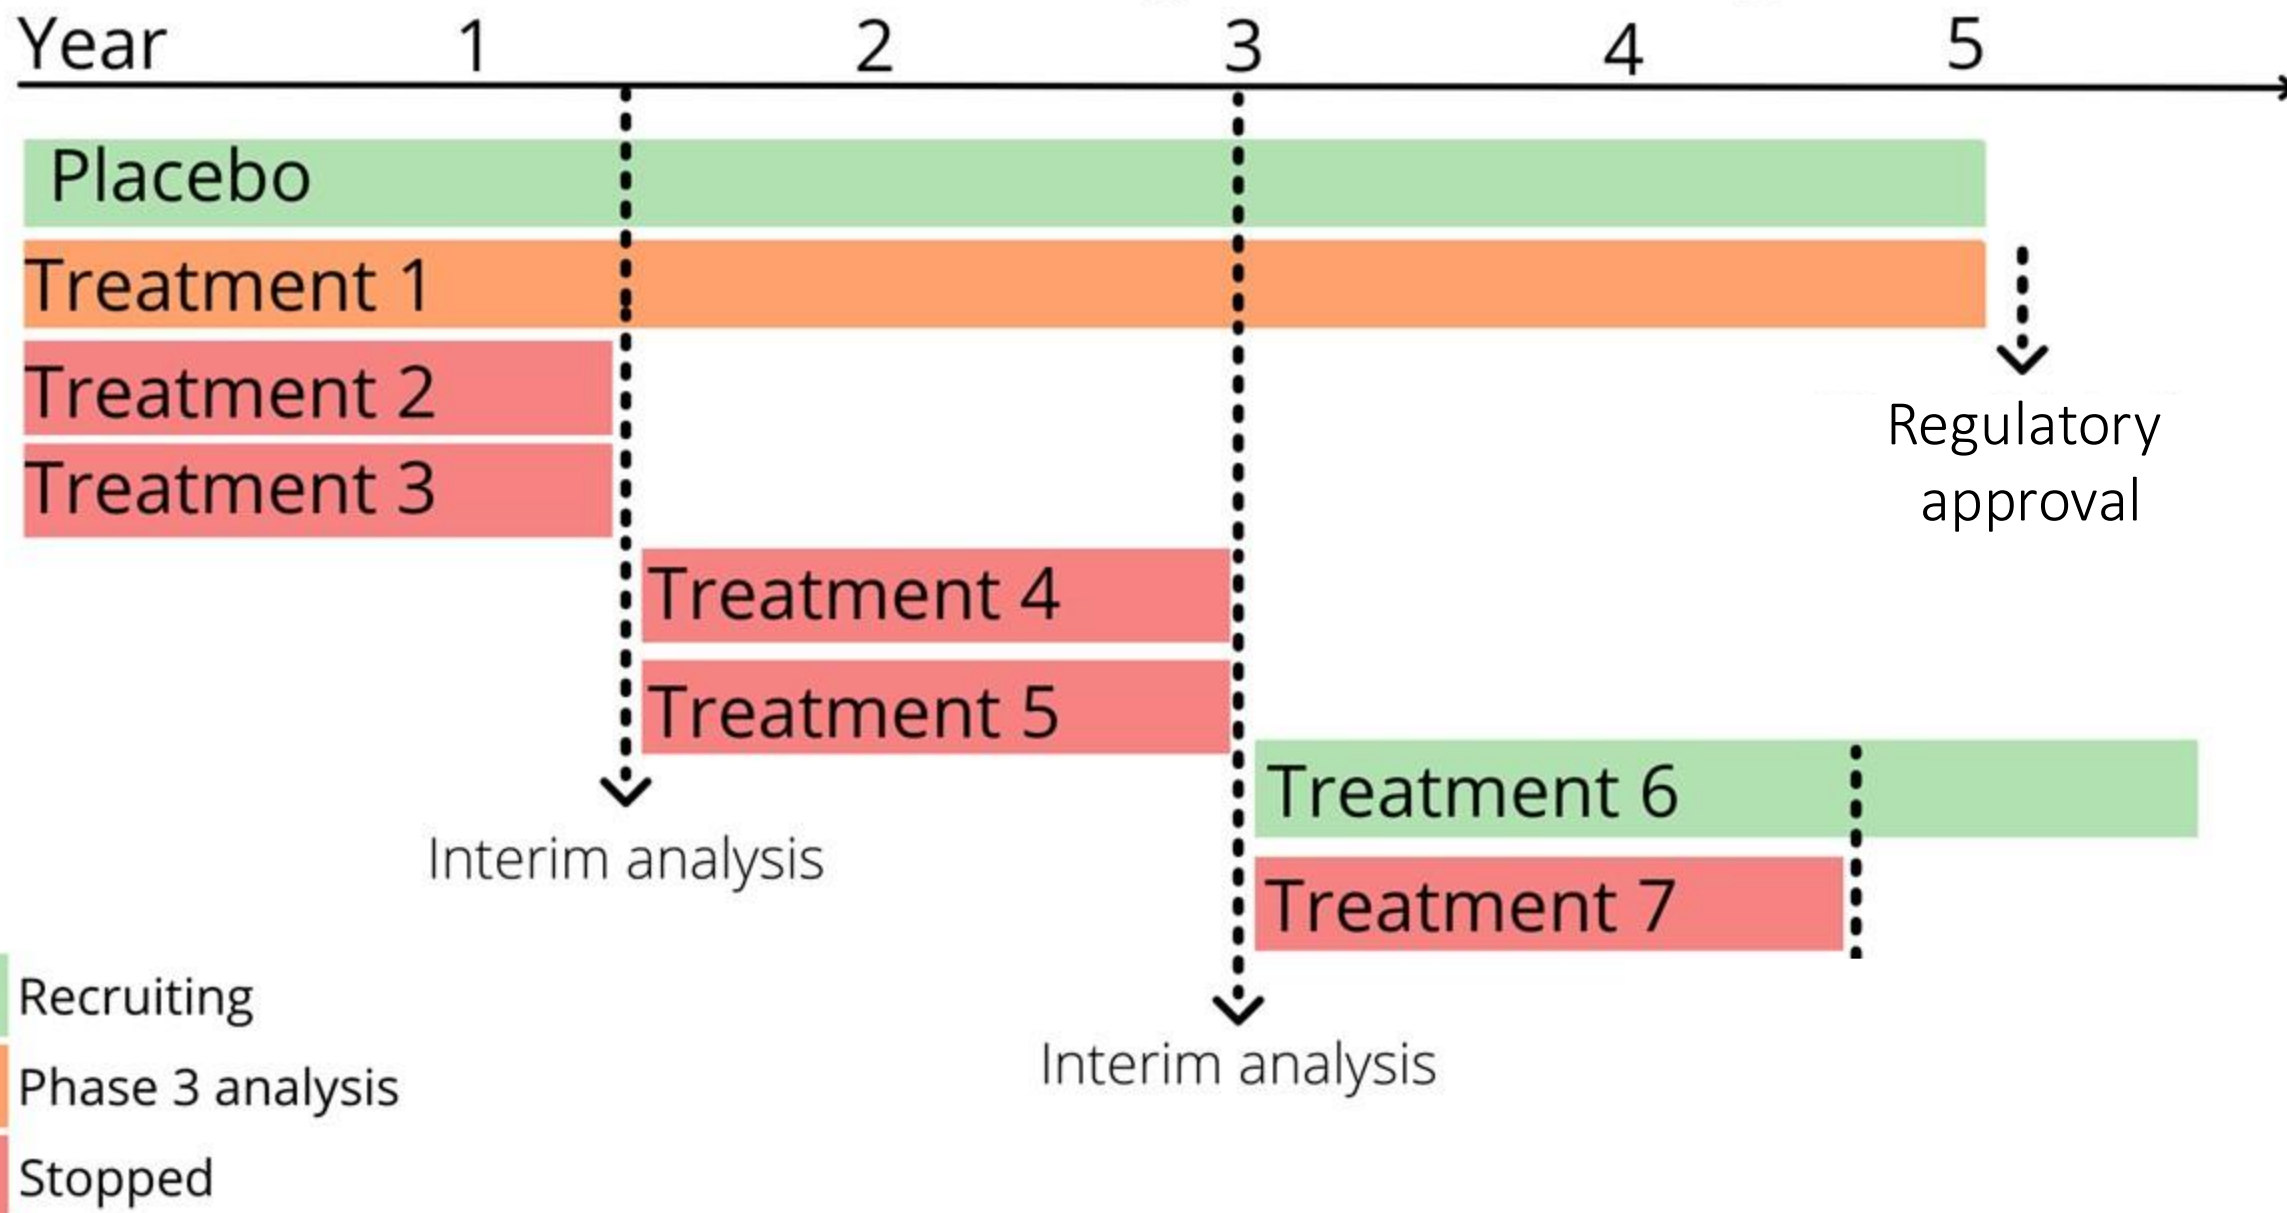 Year 1 2 3 4 5
Placebo
Treatment 1
Treatment 2
Treatment 3
Regulatory
approval
Treatment 4
Treatment 5
Treatment 6
Treatment 7
Interim analysis
Interim analysis
Recruiting
Phase 3 analysis
Stopped